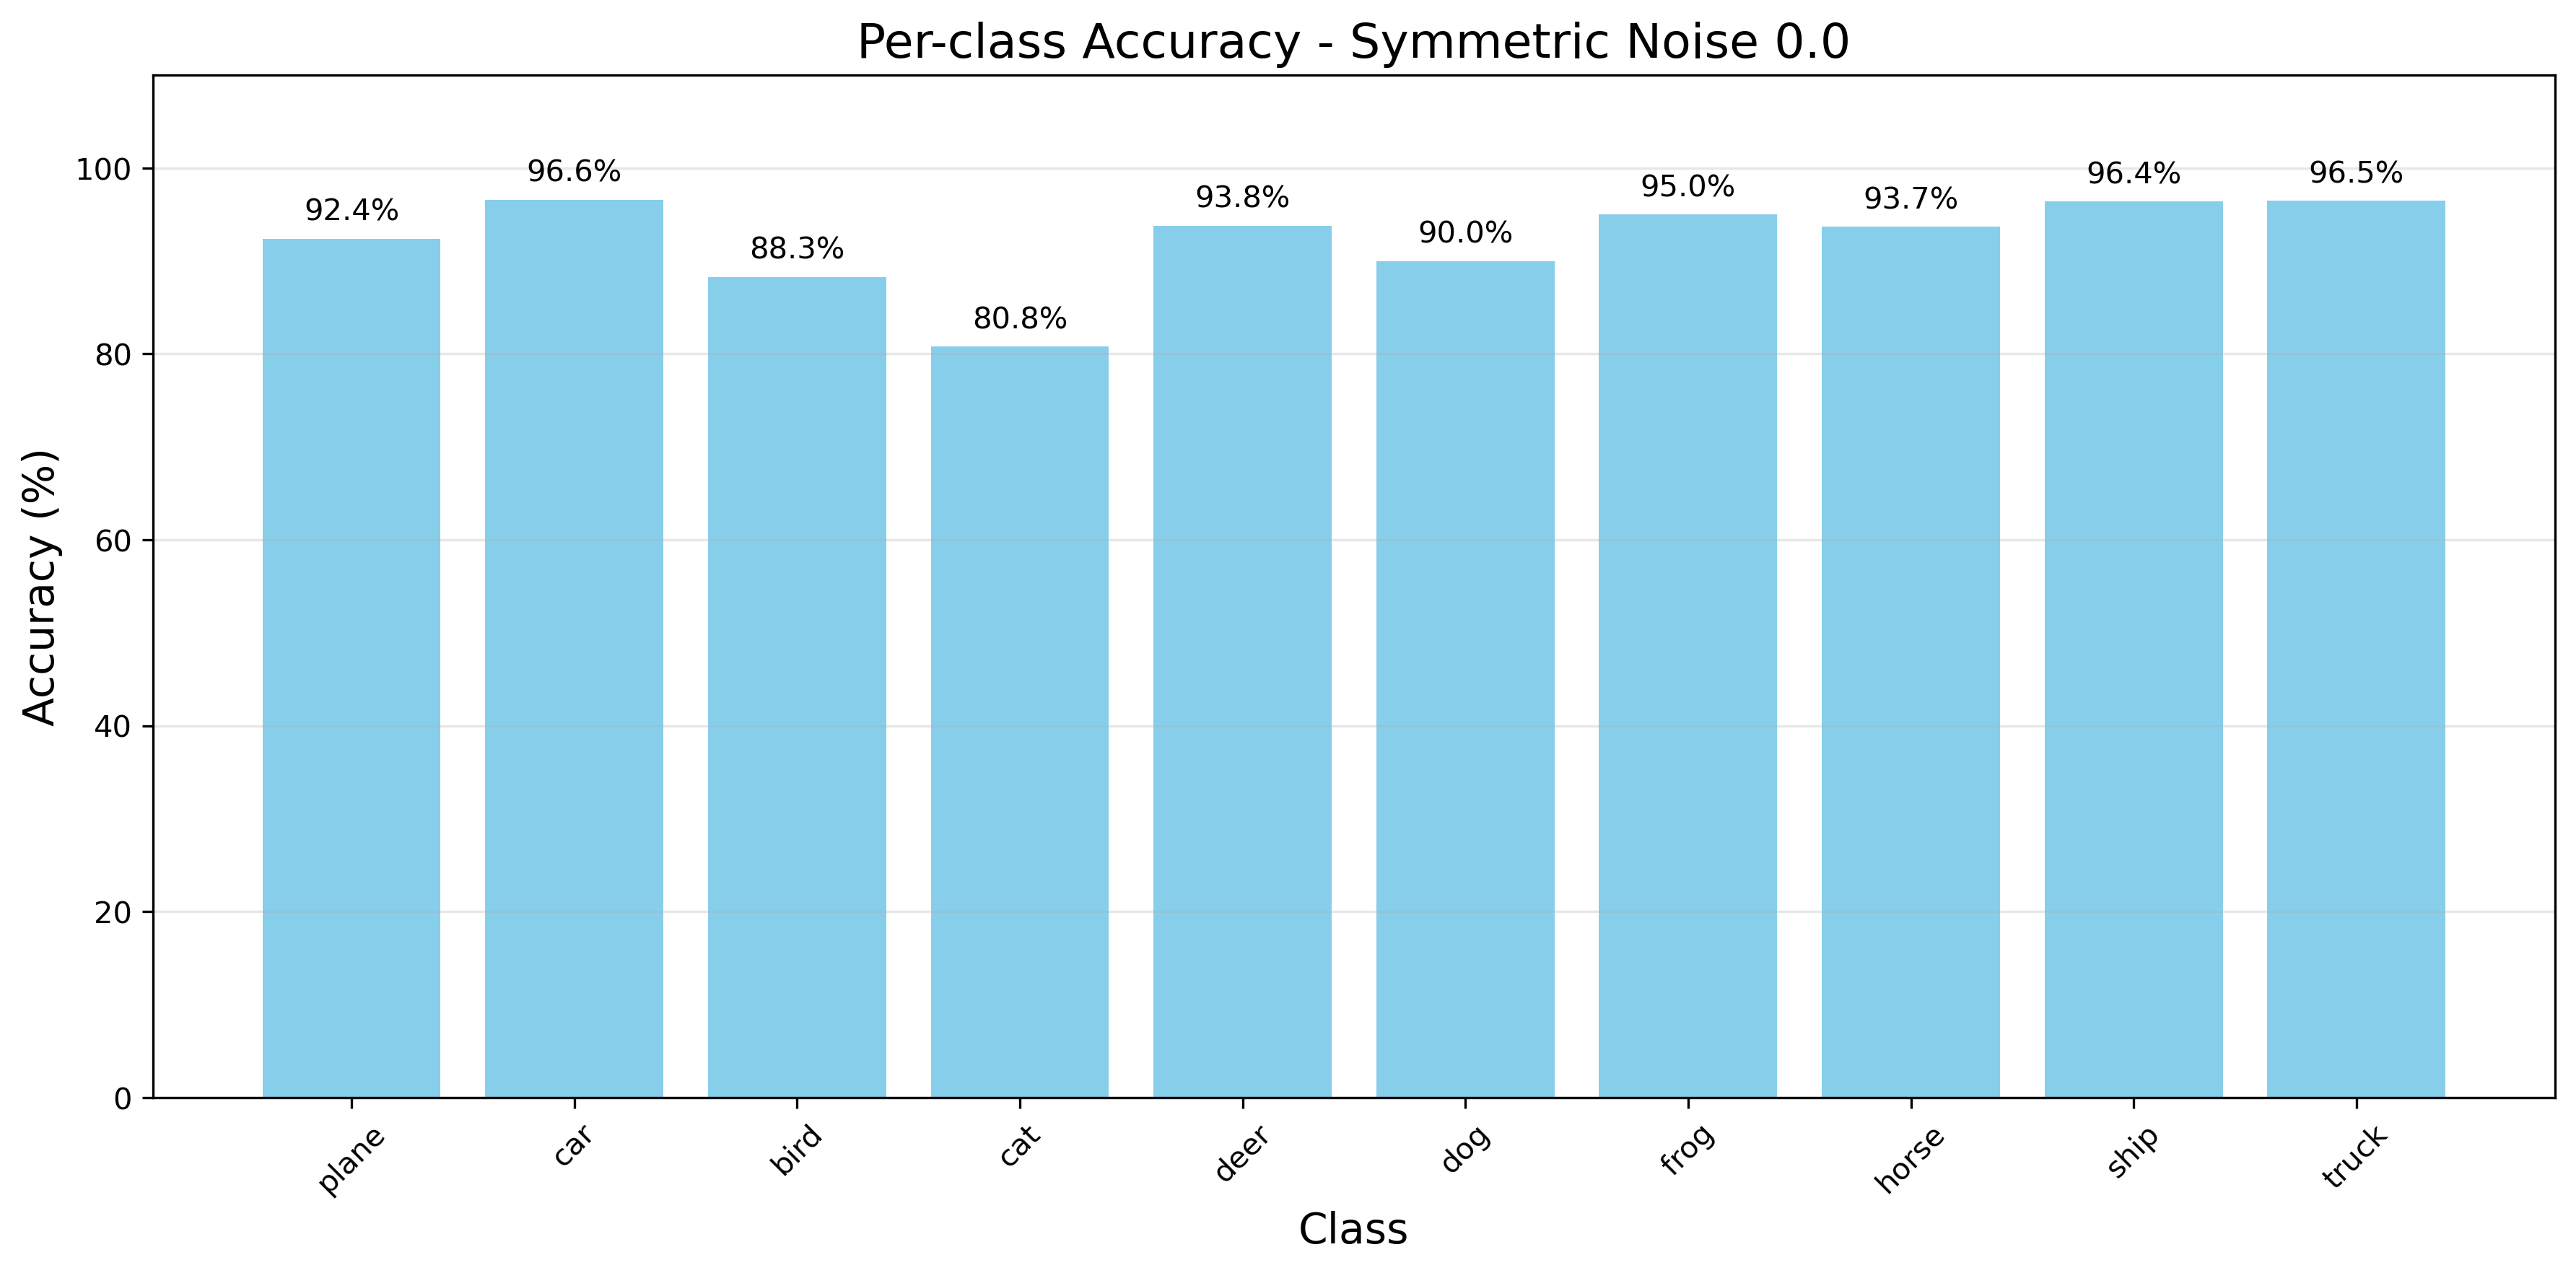 Per-class Accuracy - Symmetric Noise 0.0
Accuracy (%)
100
80
60
40
20
0
92.4%
96.6%
88.3%
80.8%
93.8%
90.0%
95.0%
93.7%
96.4%
96.5%
plane
car
bird
cat
deer
dog
frog
horse
ship
truck
Class